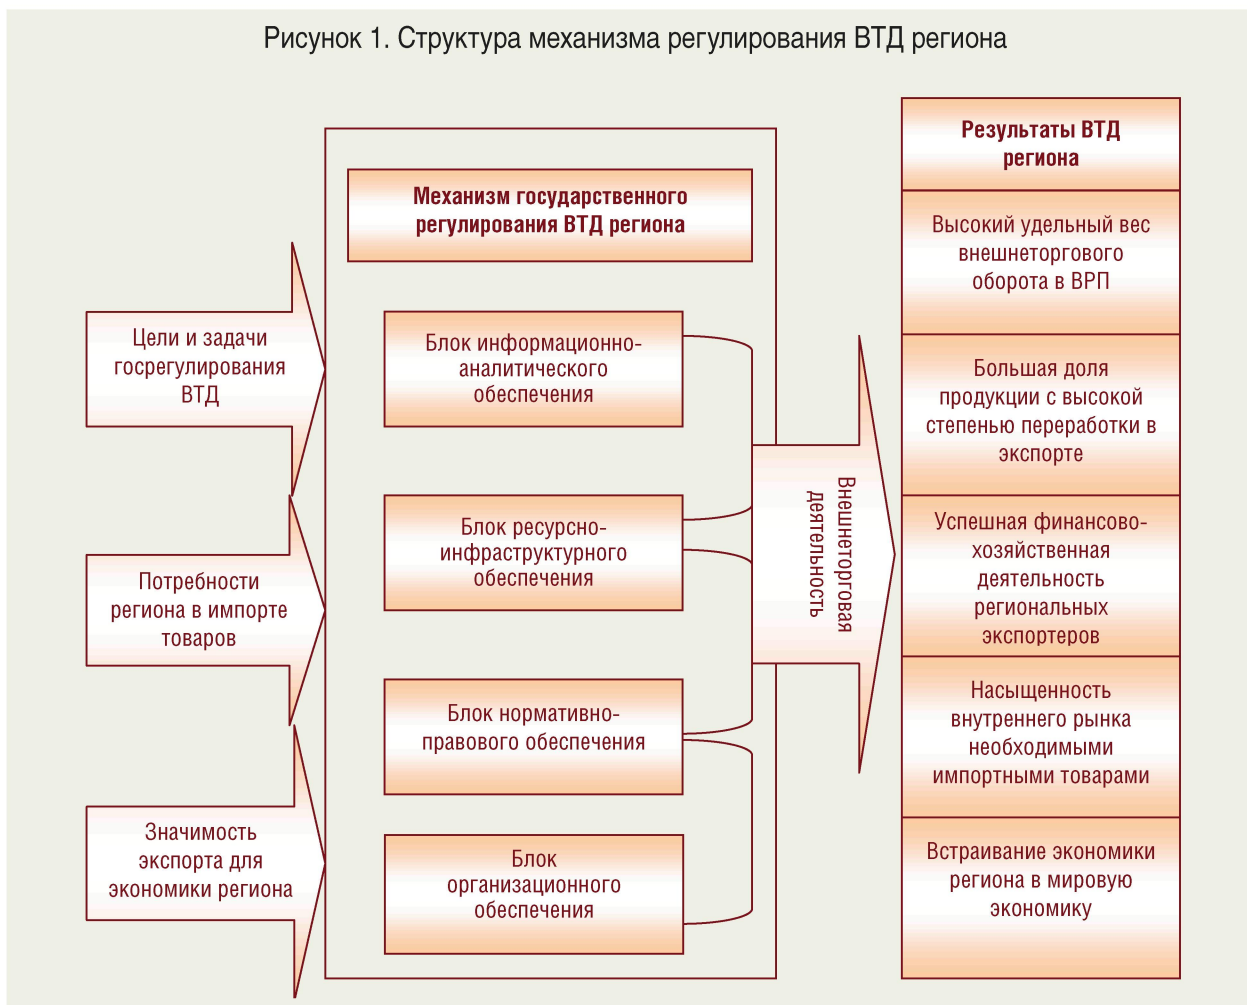 Рисунок 1. Структура механизма регулирования ВТД региона
Цели и задачи
госрегулирования
ВТД
Потребности
региона в импорте
товаров
Значимость
экспорта для
экономики региона
Механизм государственного
регулирования ВТД региона
Блок информационно-
аналитического
обеспечения
Блок ресурсно-
инфраструктурного
обеспечения
Блок нормативно-
правового обеспечения
Блок
организационного
обеспечения
Внешнеторговая
деятельность
Результаты ВТД
региона
Высокий удельный вес
внешнеторгового
оборота в ВРП
Большая доля
продукции с высокой
степенью переработки в
экспорте
Успешная финансово-
хозяйственная
деятельность
региональных
экспортеров
Насыщенность
внутреннего рынка
необходимыми
импортными товарами
Встраивание экономики
региона в мировую
экономику